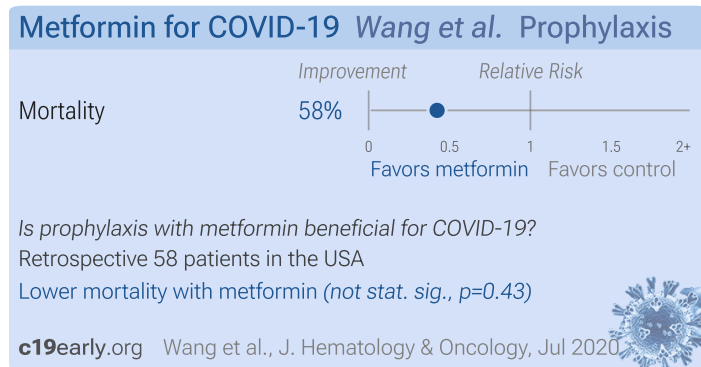 Metformin for COVID-19 Wang et al. Prophylaxis
Improvement Relative Risk
Mortality 58%
0 0.5 1 1.5 2+
Favors metformin Favors control
Is prophylaxis with metformin beneficial for COVID-19?
Retrospective 58 patients in the USA
Lower mortality with metformin (not stat. sig., p=0.43)
c19early.org Wang et al., J. Hematology & Oncology, Jul 2020